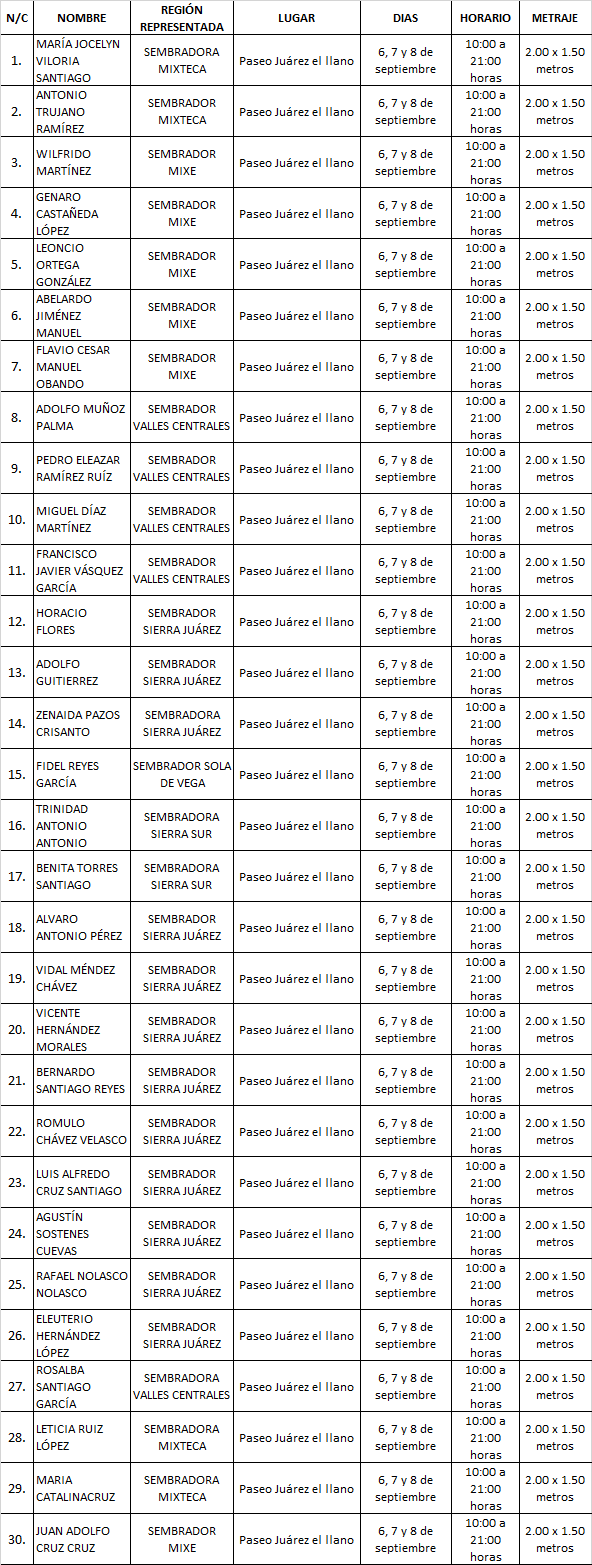 N/C NOMBRE REGIÓN REPRESENTADA LUGAR DIAS HORARIO METRAJE
1. MARÍA JOCELYN VILORIA SANTIAGO SEMBRADORA MIXTECA Paseo Juárez el llano 6, 7 y 8 de septiembre 10:00 a 21:00 horas 2.00 x 1.50 metros
2. ANTONIO TRUJANO RAMÍREZ SEMBRADOR MIXTECA Paseo Juárez el llano 6, 7 y 8 de septiembre 10:00 a 21:00 horas 2.00 x 1.50 metros
3. WILFRIDO MARTÍNEZ SEMBRADOR MIXE Paseo Juárez el llano 6, 7 y 8 de septiembre 10:00 a 21:00 horas 2.00 x 1.50 metros
4. GENARO CASTAÑEDA LÓPEZ SEMBRADOR MIXE Paseo Juárez el llano 6, 7 y 8 de septiembre 10:00 a 21:00 horas 2.00 x 1.50 metros
5. LEONCIO ORTEGA GONZÁLEZ SEMBRADOR MIXE Paseo Juárez el llano 6, 7 y 8 de septiembre 10:00 a 21:00 horas 2.00 x 1.50 metros
6. ABELARDO JIMÉNEZ MANUEL SEMBRADOR MIXE Paseo Juárez el llano 6, 7 y 8 de septiembre 10:00 a 21:00 horas 2.00 x 1.50 metros
7. FLAVIO CESAR MANUEL OBANDO SEMBRADOR MIXE Paseo Juárez el llano 6, 7 y 8 de septiembre 10:00 a 21:00 horas 2.00 x 1.50 metros
8. ADOLFO MUÑOZ PALMA SEMBRADOR VALLES CENTRALES Paseo Juárez el llano 6, 7 y 8 de septiembre 10:00 a 21:00 horas 2.00 x 1.50 metros
9. PEDRO ELEAZAR RAMÍREZ RUÍZ SEMBRADOR VALLES CENTRALES Paseo Juárez el llano 6, 7 y 8 de septiembre 10:00 a 21:00 horas 2.00 x 1.50 metros
10. MIGUEL DÍAZ MARTÍNEZ SEMBRADOR VALLES CENTRALES Paseo Juárez el llano 6, 7 y 8 de septiembre 10:00 a 21:00 horas 2.00 x 1.50 metros
11. FRANCISCO JAVIER VÁSQUEZ GARCÍA SEMBRADOR VALLES CENTRALES Paseo Juárez el llano 6, 7 y 8 de septiembre 10:00 a 21:00 horas 2.00 x 1.50 metros
12. HORACIO FLORES SEMBRADOR SIERRA JUÁREZ Paseo Juárez el llano 6, 7 y 8 de septiembre 10:00 a 21:00 horas 2.00 x 1.50 metros
13. ADOLFO GUITIERREZ SEMBRADOR SIERRA JUÁREZ Paseo Juárez el llano 6, 7 y 8 de septiembre 10:00 a 21:00 horas 2.00 x 1.50 metros
14. ZENAIDA PAZOS CRISANTO SEMBRADORA SIERRA JUÁREZ Paseo Juárez el llano 6, 7 y 8 de septiembre 10:00 a 21:00 horas 2.00 x 1.50 metros
15. FIDEL REYES GARCÍA SEMBRADOR SOLA DE VEGA Paseo Juárez el llano 6, 7 y 8 de septiembre 10:00 a 21:00 horas 2.00 x 1.50 metros
16. TRINIDAD ANTONIO ANTONIO SEMBRADORA SIERRA SUR Paseo Juárez el llano 6, 7 y 8 de septiembre 10:00 a 21:00 horas 2.00 x 1.50 metros
17. BENITA TORRES SANTIAGO SEMBRADORA SIERRA SUR Paseo Juárez el llano 6, 7 y 8 de septiembre 10:00 a 21:00 horas 2.00 x 1.50 metros
18. ALVARO ANTONIO PÉREZ SEMBRADOR SIERRA JUÁREZ Paseo Juárez el llano 6, 7 y 8 de septiembre 10:00 a 21:00 horas 2.00 x 1.50 metros
19. VIDAL MÉNDEZ CHÁVEZ SEMBRADOR SIERRA JUÁREZ Paseo Juárez el llano 6, 7 y 8 de septiembre 10:00 a 21:00 horas 2.00 x 1.50 metros
20. VICENTE HERNÁNDEZ MORALES SEMBRADOR SIERRA JUÁREZ Paseo Juárez el llano 6, 7 y 8 de septiembre 10:00 a 21:00 horas 2.00 x 1.50 metros
21. BERNARDO SANTIAGO REYES SEMBRADOR SIERRA JUÁREZ Paseo Juárez el llano 6, 7 y 8 de septiembre 10:00 a 21:00 horas 2.00 x 1.50 metros
22. ROMULO CHÁVEZ VELASCO SEMBRADOR SIERRA JUÁREZ Paseo Juárez el llano 6, 7 y 8 de septiembre 10:00 a 21:00 horas 2.00 x 1.50 metros
23. LUIS ALFREDO CRUZ SANTIAGO SEMBRADOR SIERRA JUÁREZ Paseo Juárez el llano 6, 7 y 8 de septiembre 10:00 a 21:00 horas 2.00 x 1.50 metros
24. AGUSTÍN SOSTENES CUEVAS SEMBRADOR SIERRA JUÁREZ Paseo Juárez el llano 6, 7 y 8 de septiembre 10:00 a 21:00 horas 2.00 x 1.50 metros
25. RAFAEL NOLASCO NOLASCO SEMBRADOR SIERRA JUÁREZ Paseo Juárez el llano 6, 7 y 8 de septiembre 10:00 a 21:00 horas 2.00 x 1.50 metros
26. ELEUTERIO HERNÁNDEZ LÓPEZ SEMBRADOR SIERRA JUÁREZ Paseo Juárez el llano 6, 7 y 8 de septiembre 10:00 a 21:00 horas 2.00 x 1.50 metros
27. ROSALBA SANTIAGO GARCÍA SEMBRADORA VALLES CENTRALES Paseo Juárez el llano 6, 7 y 8 de septiembre 10:00 a 21:00 horas 2.00 x 1.50 metros
28. LETICIA RUIZ LÓPEZ SEMBRADORA MIXTECA Paseo Juárez el llano 6, 7 y 8 de septiembre 10:00 a 21:00 horas 2.00 x 1.50 metros
29. MARIA CATALINACRUZ SEMBRADORA MIXTECA Paseo Juárez el llano 6, 7 y 8 de septiembre 10:00 a 21:00 horas 2.00 x 1.50 metros
30. JUAN ADOLFO CRUZ CRUZ SEMBRADOR MIXE Paseo Juárez el llano 6, 7 y 8 de septiembre 10:00 a 21:00 horas 2.00 x 1.50 metros